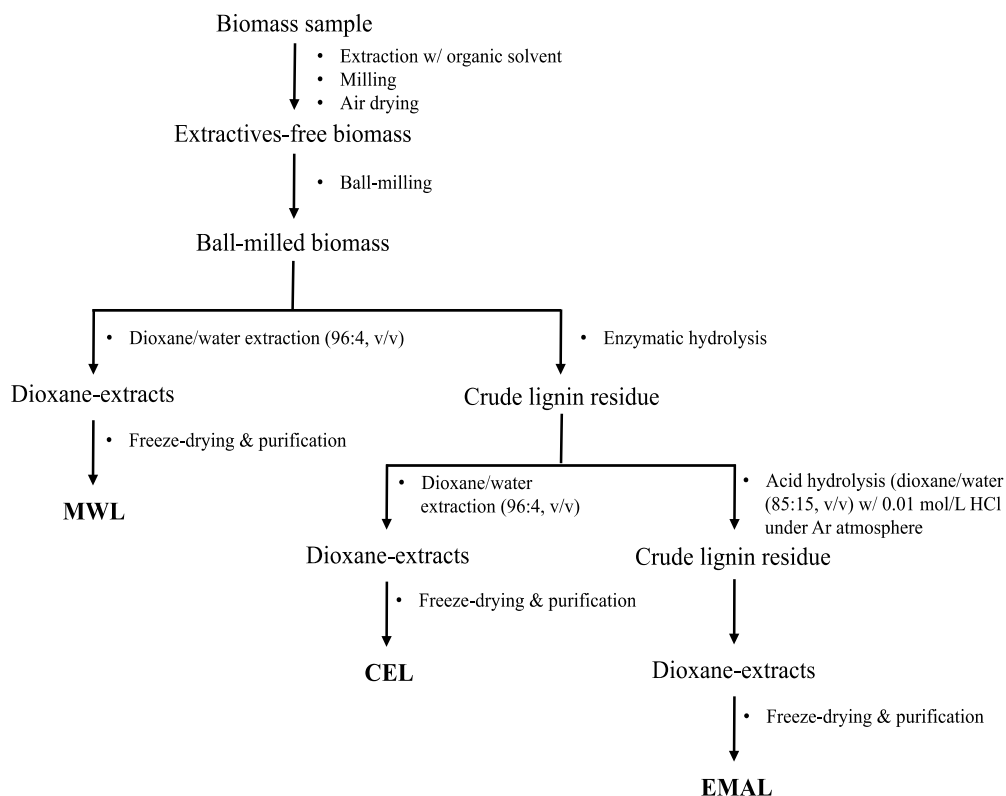 Biomass sample
• Extraction w/ organic solvent
• Milling
• Air drying
Extractives-free biomass
• Ball-milling
Ball-milled biomass
• Dioxane/water extraction (96:4, v/v)
• Enzymatic hydrolysis
Dioxane-extracts
Crude lignin residue
• Freeze-drying & purification
MWL
• Dioxane/water
extraction (96:4, v/v)
• Acid hydrolysis (dioxane/water
(85:15, v/v) w/ 0.01 mol/L HCl
under Ar atmosphere
Dioxane-extracts
Crude lignin residue
• Freeze-drying & purification
CEL
Dioxane-extracts
• Freeze-drying & purification
EMAL